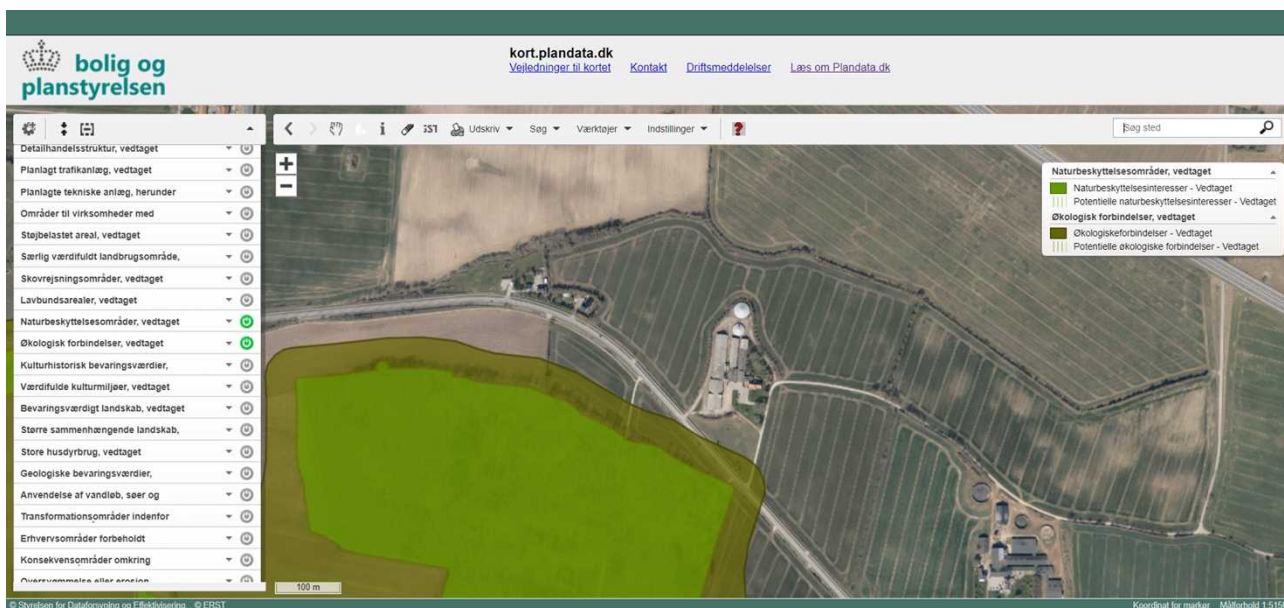 bolig og
planstyrelsen
kort.plandata.dk
Vejledninger til kortet Kontakt Driftsmeddelelser Læs om Plandata.dk
Udskriv Søg Værktøjer Indstillinger ?
Søg sted
Detailhandelsstruktur, vedtaget
Planlagt trafikanlæg, vedtaget
Planlagte tekniske anlæg, herunder
Områder til virksomheder med
Støjbelastet areal, vedtaget
Særlig værdifuldt landbrugsområde,
Skovrejsningsområder, vedtaget
Lavbundsarealer, vedtaget
Naturbeskyttelsesområder, vedtaget
Økologisk forbindelser, vedtaget
Kulturhistorisk bevaringsværdier,
Værdifulde kulturmiljøer, vedtaget
Bevaringsværdigt landskab, vedtaget
Større sammenhængende landskab,
Store husdyrbrug, vedtaget
Geologiske bevaringsværdier,
Anvendelse af vandløb, søer og
Transformationsområder indenfor
Erhvervsområder forbeholdt
Konsekvensområder omkring
Oversvømmelse eller erosion
+
−
Naturbeskyttelsesområder, vedtaget
Naturbeskyttelsesinteresser - Vedtaget
Potentielle naturbeskyttelsesinteresser - Vedtaget
Økologisk forbindelser, vedtaget
Økologiskeforbindelser - Vedtaget
Potentielle økologiske forbindelser - Vedtaget
100 m
© Styrelsen for Dataforsyning og Effektivisering, © ERST
Koordinat for markør Målforhold